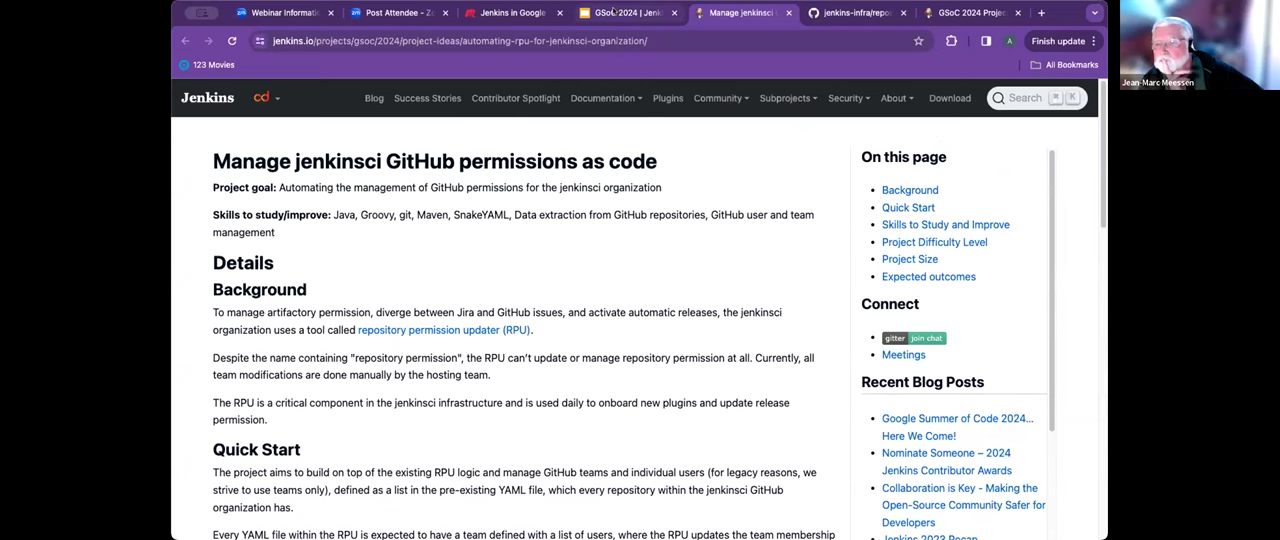 Webinar Informati
Post Attendee - Ze
Jenkins in Google
GSoC 2024 | Jenki
Manage jenkinsci
jenkins-infra/repo
GSoC 2024 Projec
jenkins.io/projects/gsoc/2024/project-ideas/automating-rpu-for-jenkinsci-organization/
A
Finish update
123 Movies
All Bookmarks
Jean-Marc Meessen
Jenkins
cd
Blog
Success Stories
Contributor Spotlight
Documentation
Plugins
Community
Subprojects
Security
About
Download
Search
K
Manage jenkinsci GitHub permissions as code
Project goal: Automating the management of GitHub permissions for the jenkinsci organization
Skills to study/improve: Java, Groovy, git, Maven, SnakeYAML, Data extraction from GitHub repositories, GitHub user and team
management
Details
Background
To manage artifactory permission, diverge between Jira and GitHub issues, and activate automatic releases, the jenkinsci
organization uses a tool called repository permission updater (RPU).
Despite the name containing "repository permission", the RPU can't update or manage repository permission at all. Currently, all
team modifications are done manually by the hosting team.
The RPU is a critical component in the jenkinsci infrastructure and is used daily to onboard new plugins and update release
permission.
Quick Start
The project aims to build on top of the existing RPU logic and manage GitHub teams and individual users (for legacy reasons, we
strive to use teams only), defined as a list in the pre-existing YAML file, which every repository within the jenkinsci GitHub
organization has.
Every YAML file within the RPU is expected to have a team defined with a list of users, where the RPU updates the team membership
On this page
Background
Quick Start
Skills to Study and Improve
Project Difficulty Level
Project Size
Expected outcomes
Connect
gitter join chat
Meetings
Recent Blog Posts
Google Summer of Code 2024...
Here We Come!
Nominate Someone – 2024
Jenkins Contributor Awards
Collaboration is Key - Making the
Open-Source Community Safer for
Developers
Jenkins 2023 Recap